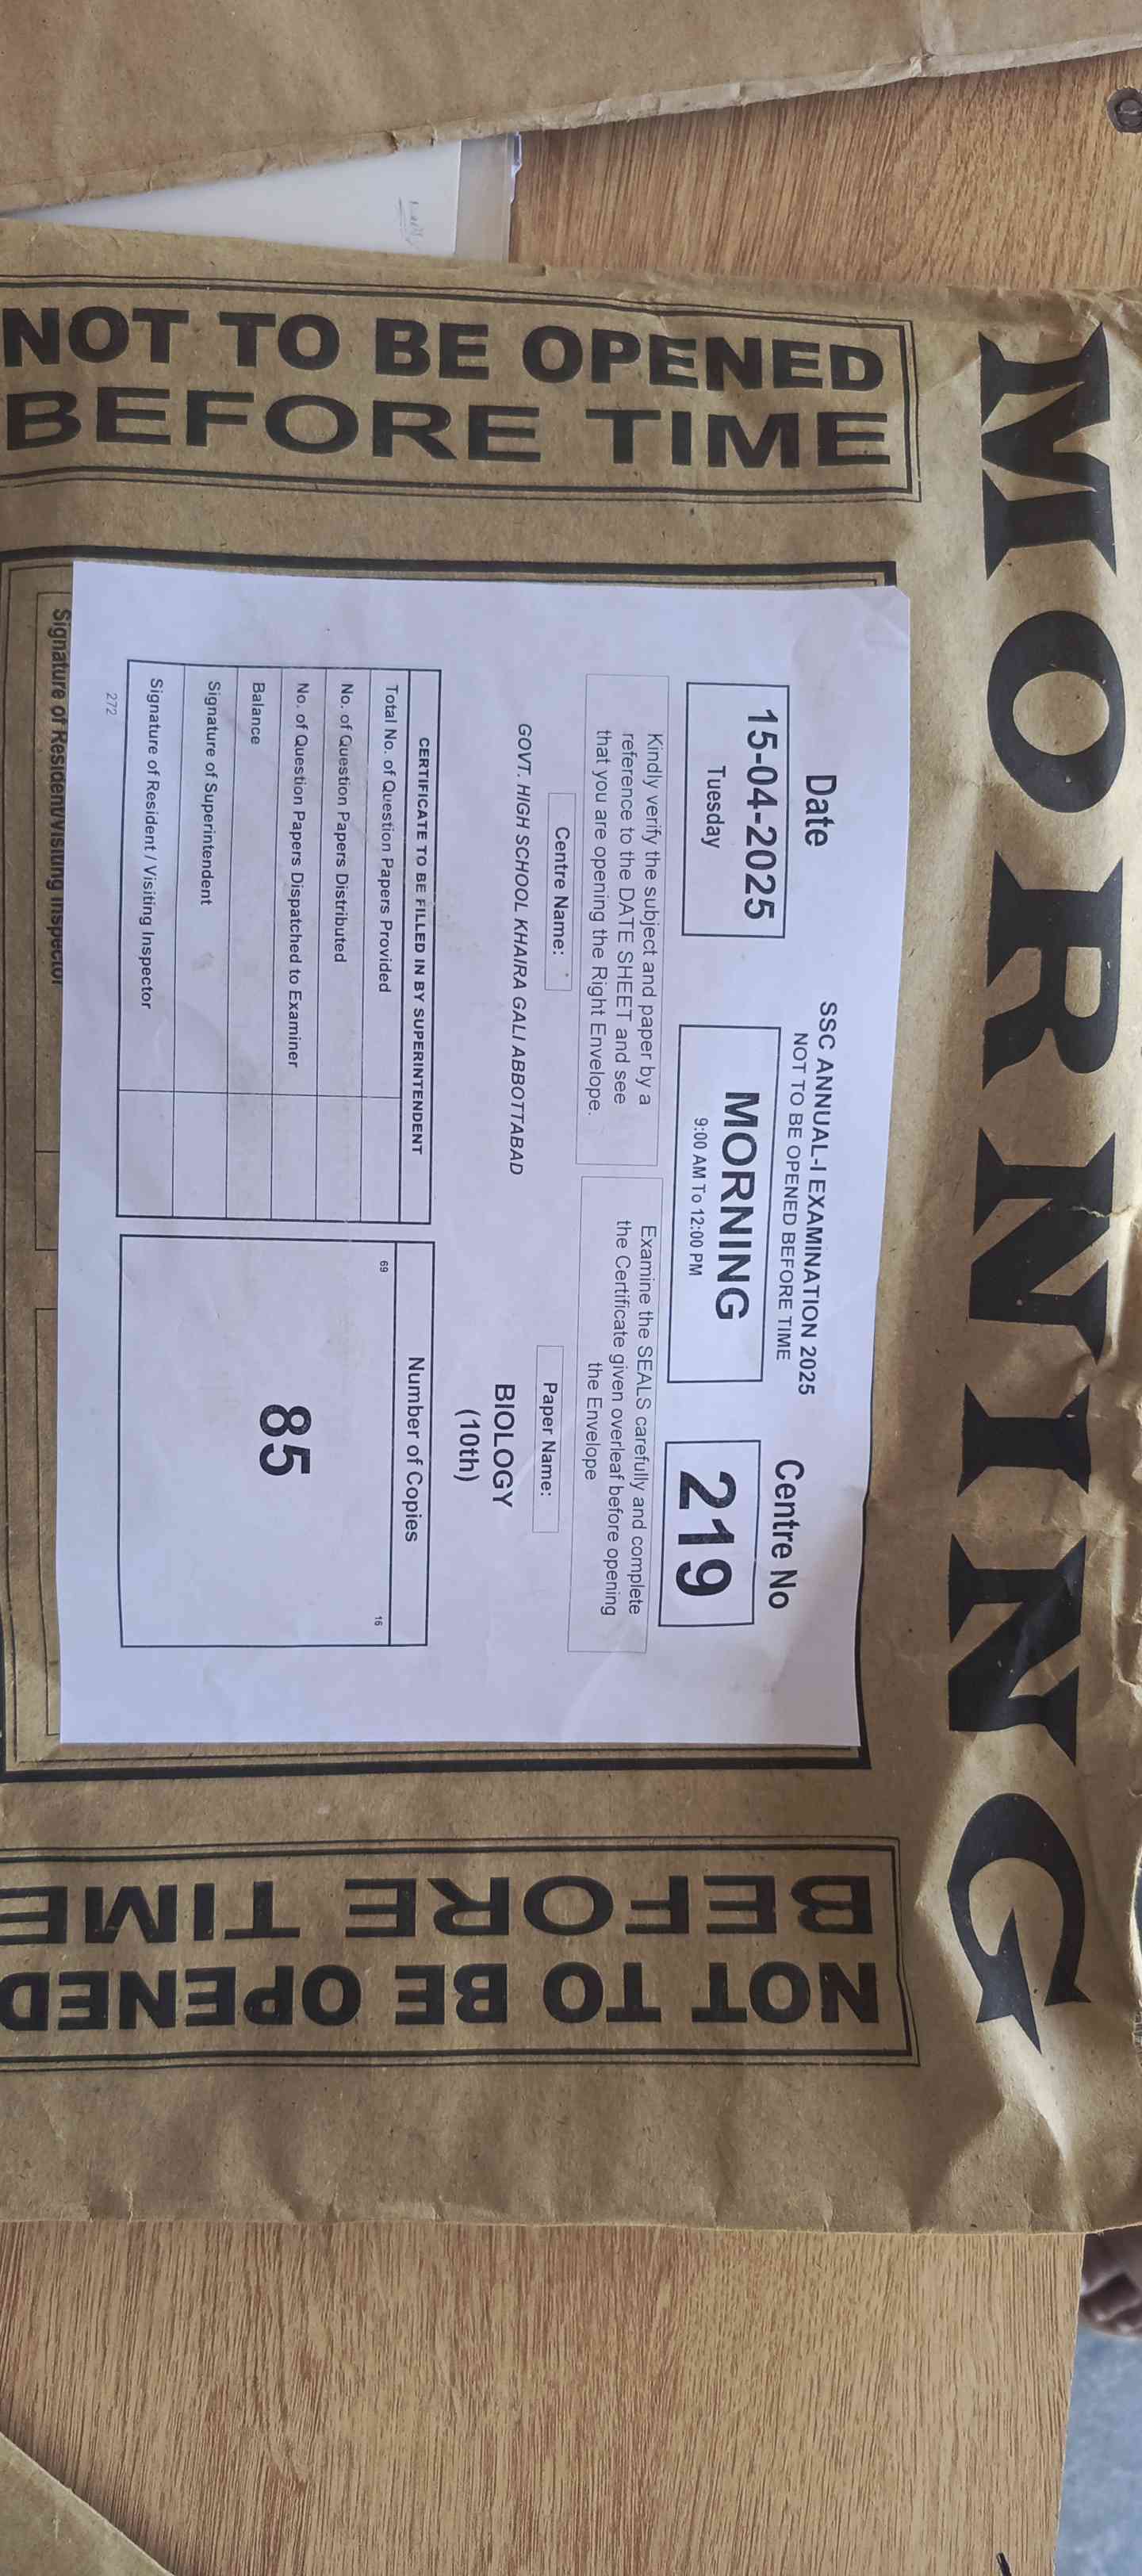 MORNING
NOT TO BE OPENED
BEFORE TIME
SSC ANNUAL-I EXAMINATION 2025
NOT TO BE OPENED BEFORE TIME
Date
15-04-2025
Tuesday
MORNING
9:00 AM To 12:00 PM
Centre No
219
Kindly verify the subject and paper by a
reference to the DATE SHEET and see
that you are opening the Right Envelope.
Examine the SEALS carefully and complete
the Certificate given overleaf before opening
the Envelope
Centre Name:
GOVT. HIGH SCHOOL KHAIRA GALI ABBOTTABAD
Paper Name:
BIOLOGY
(10th)
CERTIFICATE TO BE FILLED IN BY SUPERINTENDENT
Total No. of Question Papers Provided
No. of Question Papers Distributed
No. of Question Papers Dispatched to Examiner
Balance
Signature of Superintendent
Signature of Resident / Visiting Inspector
272
Number of Copies
69
16
85
Signature of Resident/Visiting Inspector
NOT TO BE OPENED
BEFORE TIME